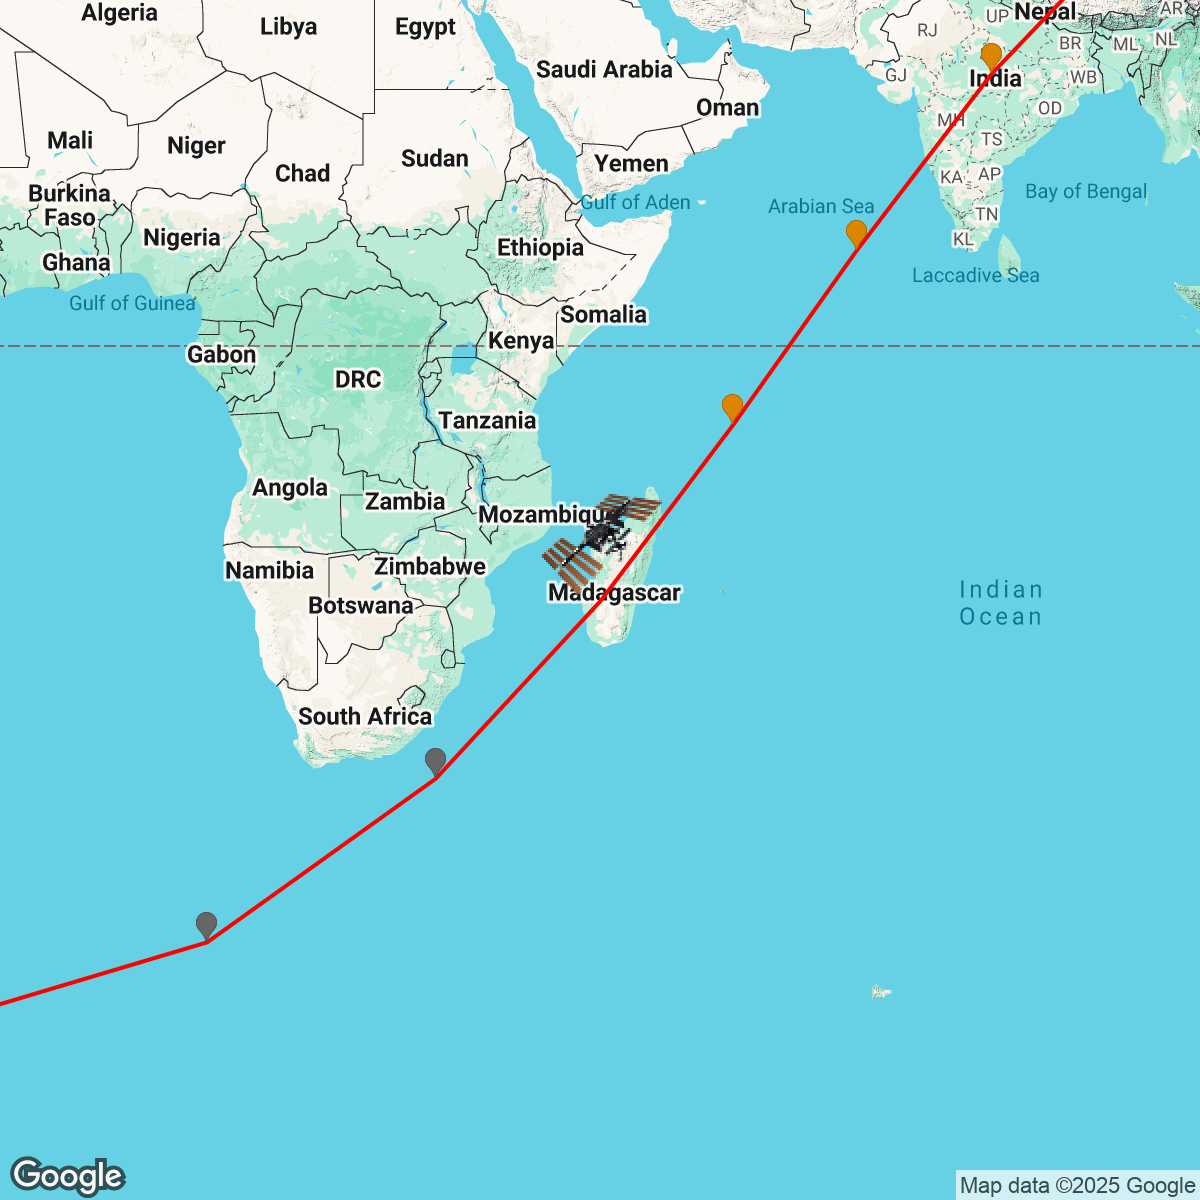 Algeria
Libya
Egypt
Saudi Arabia
Oman
RJ
UP
Nepal
AR
BR
ML
NL
GJ
India
WB
Mali
Niger
Chad
Sudan
Yemen
MH
OD
TS
Burkina
Faso
Nigeria
Ghana
Gulf of Aden
Arabian Sea
KA
AP
Bay of Bengal
TN
KL
Ethiopia
Laccadive Sea
Gulf of Guinea
Somalia
Kenya
Gabon
DRC
Tanzania
Angola
Zambia
Mozambiqu
Namibia
Zimbabwe
Botswana
Madagascar
Indian
Ocean
South Africa
Google
Map data ©2025 Google